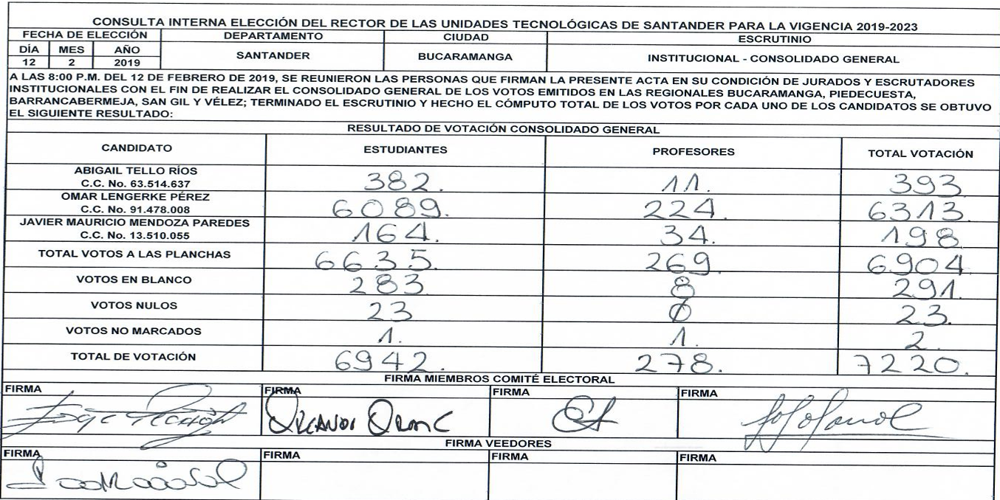 CONSULTA INTERNA ELECCIÓN DEL RECTOR DE LAS UNIDADES TECNOLÓGICAS DE SANTANDER PARA LA VIGENCIA 2019-2023
FECHA DE ELECCIÓN DEPARTAMENTO CIUDAD ESCRUTINIO
DÍA MES AÑO SANTANDER BUCARAMANGA INSTITUCIONAL - CONSOLIDADO GENERAL
12 2 2019
A LAS 8:00 P.M. DEL 12 DE FEBRERO DE 2019, SE REUNIERON LAS PERSONAS QUE FIRMAN LA PRESENTE ACTA EN SU CONDICIÓN DE JURADOS Y ESCRUTADORES
INSTITUCIONALES CON EL FIN DE REALIZAR EL CONSOLIDADO GENERAL DE LOS VOTOS EMITIDOS EN LAS REGIONALES BUCARAMANGA, PIEDECUESTA,
BARRANCABERMEJA, SAN GIL Y VÉLEZ; TERMINADO EL ESCRUTINIO Y HECHO EL CÓMPUTO TOTAL DE LOS VOTOS POR CADA UNO DE LOS CANDIDATOS SE OBTUVO
EL SIGUIENTE RESULTADO:
RESULTADO DE VOTACIÓN CONSOLIDADO GENERAL
CANDIDATO ESTUDIANTES PROFESORES TOTAL VOTACIÓN
ABIGAIL TELLO RÍOS
C.C. No. 63.514.637 382. 11. 393
OMAR LENGERKE PÉREZ
C.C. No. 91.478.008 6089. 224. 6313.
JAVIER MAURICIO MENDOZA PAREDES
C.C. No. 13.510.055 164. 34. 198
TOTAL VOTOS A LAS PLANCHAS 6635. 269. 6904
VOTOS EN BLANCO 283 8 291.
VOTOS NULOS 23 0 23.
VOTOS NO MARCADOS 1. 1. 2.
TOTAL DE VOTACIÓN 6942. 278. 7220.
FIRMA MIEMBROS COMITÉ ELECTORAL
FIRMA FIRMA FIRMA FIRMA
FIRMA VEEDORES
FIRMA FIRMA FIRMA FIRMA